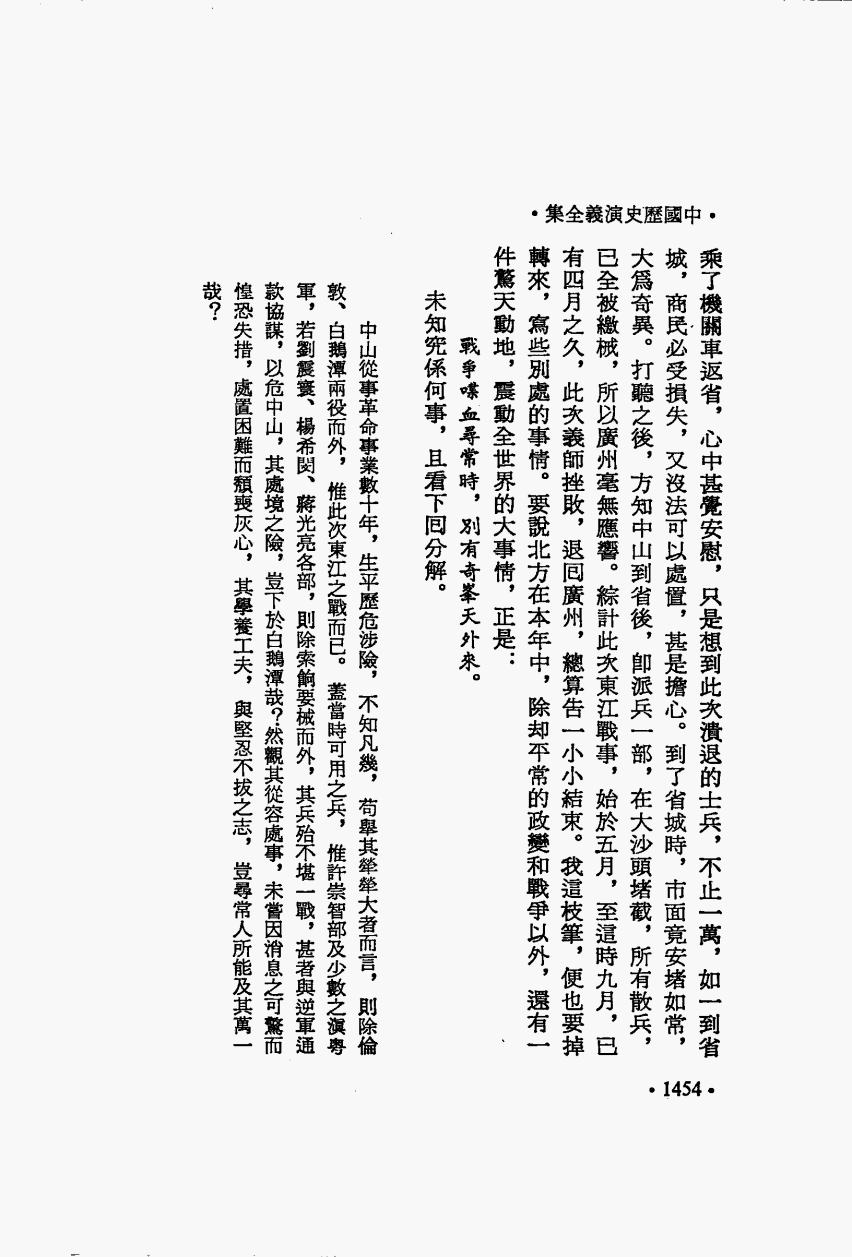 ·中國歷史演義全集·
乘了機關車返省，心中甚覺安慰，只是想到此次潰退的士兵，不止一萬，如一到省
城，商民必受損失，又沒法可以處置，甚是擔心。到了省城時，市面竟安堵如常，
大爲奇異。打聽之後，方知中山到省後，卽派兵一部，在大沙頭堵截，所有散兵，
已全被繳械，所以廣州毫無應響。綜計此次東江戰事，始於五月，至這時九月，已
有四月之久，此次義師挫敗，退囘廣州，總算告一小小結束。我這枝筆，便也要掉
轉來，寫些別處的事情。要說北方在本年中，除却平常的政變和戰爭以外，還有一
件驚天動地，震動全世界的大事情，正是：
戰爭喋血尋常時，別有奇峯天外來。
未知究係何事，且看下囘分解。
中山從事革命事業數十年，生平歷危涉險，不知凡幾，苟舉其犖犖大者而言，則除倫
敦、白鵝潭兩役而外，惟此次東江之戰而已。蓋當時可用之兵，惟許崇智部及少數之滇粤
軍，若劉震寰、楊希閔、蔣光亮各部，則除索餉要械而外，其兵殆不堪一戰，甚者與逆軍通
款協謀，以危中山，其處境之險，豈下於白鵝潭哉？然觀其從容處事，未嘗因消息之可驚而
惶恐失措，處置困難而頹喪灰心，其學養工夫，與堅忍不拔之志，豈尋常人所能及其萬一
哉？
·1454·